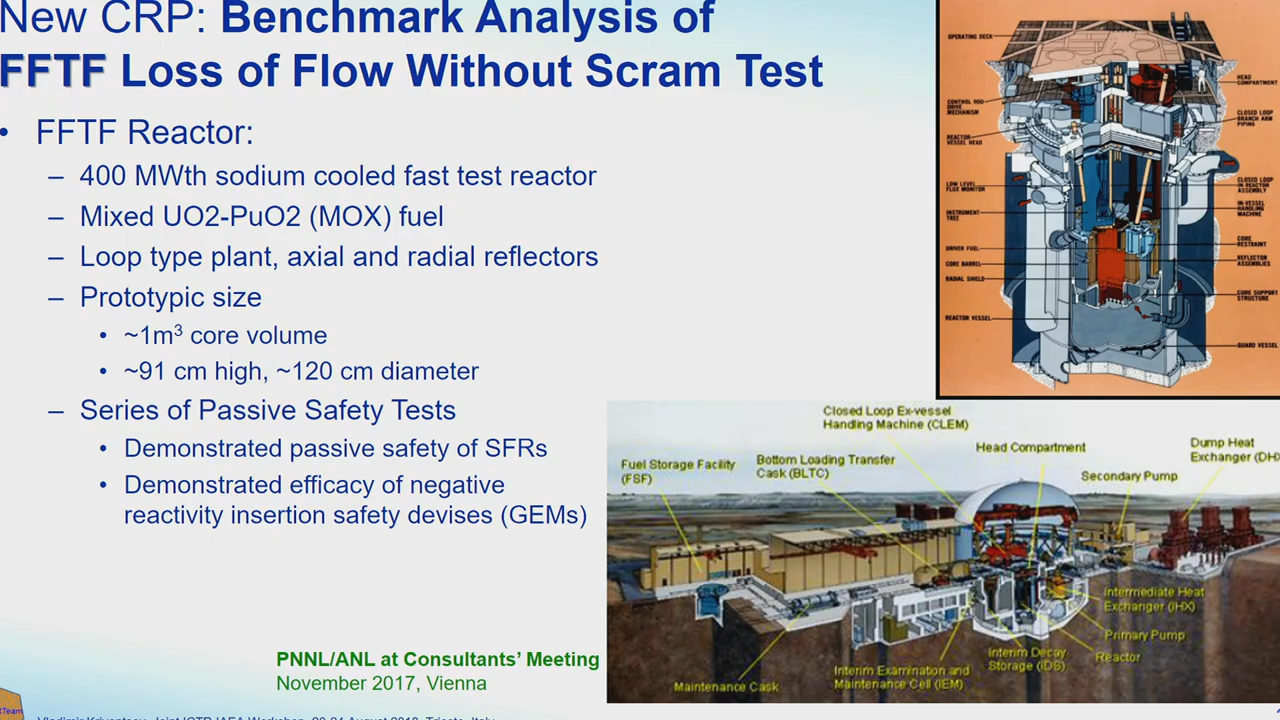 New CRP: Benchmark Analysis of
FFTF Loss of Flow Without Scram Test
• FFTF Reactor:
– 400 MWth sodium cooled fast test reactor
– Mixed UO2-PuO2 (MOX) fuel
– Loop type plant, axial and radial reflectors
– Prototypic size
• ~1m³ core volume
• ~91 cm high, ~120 cm diameter
– Series of Passive Safety Tests
• Demonstrated passive safety of SFRs
• Demonstrated efficacy of negative
reactivity insertion safety devises (GEMs)
PNNL/ANL at Consultants' Meeting
November 2017, Vienna
OPERATING DECK
CONTROL ROD
DRIVE
MECHANISM
REACTOR
VESSEL HEAD
LOW LEVEL
FLUX MONITOR
INSTRUMENT
TREE
DRIVER FUEL
CORE BARREL
RADIAL SHIELD
REACTOR VESSEL
HEAD
COMPARTMENT
CLOSED LOOP
BRANCH ARM
PIPING
CLOSED LOOP
IN REACTOR
ASSEMBLY
IN-VESSEL
HANDLING
MACHINE
CORE
RESTRAINT
REFLECTOR
ASSEMBLIES
CORE SUPPORT
STRUCTURE
GUARD VESSEL
Closed Loop Ex-vessel
Handling Machine (CLEM)
Fuel Storage Facility
(FSF)
Bottom Loading Transfer
Cask (BLTC)
Head Compartment
Secondary Pump
Dump Heat
Exchanger (DH
Intermediate Heat
Exchanger (IHX)
Primary Pump
Reactor
Interim Decay
Storage (IDS)
Interim Examination and
Maintenance Cell (IEM)
Maintenance Cask
Team